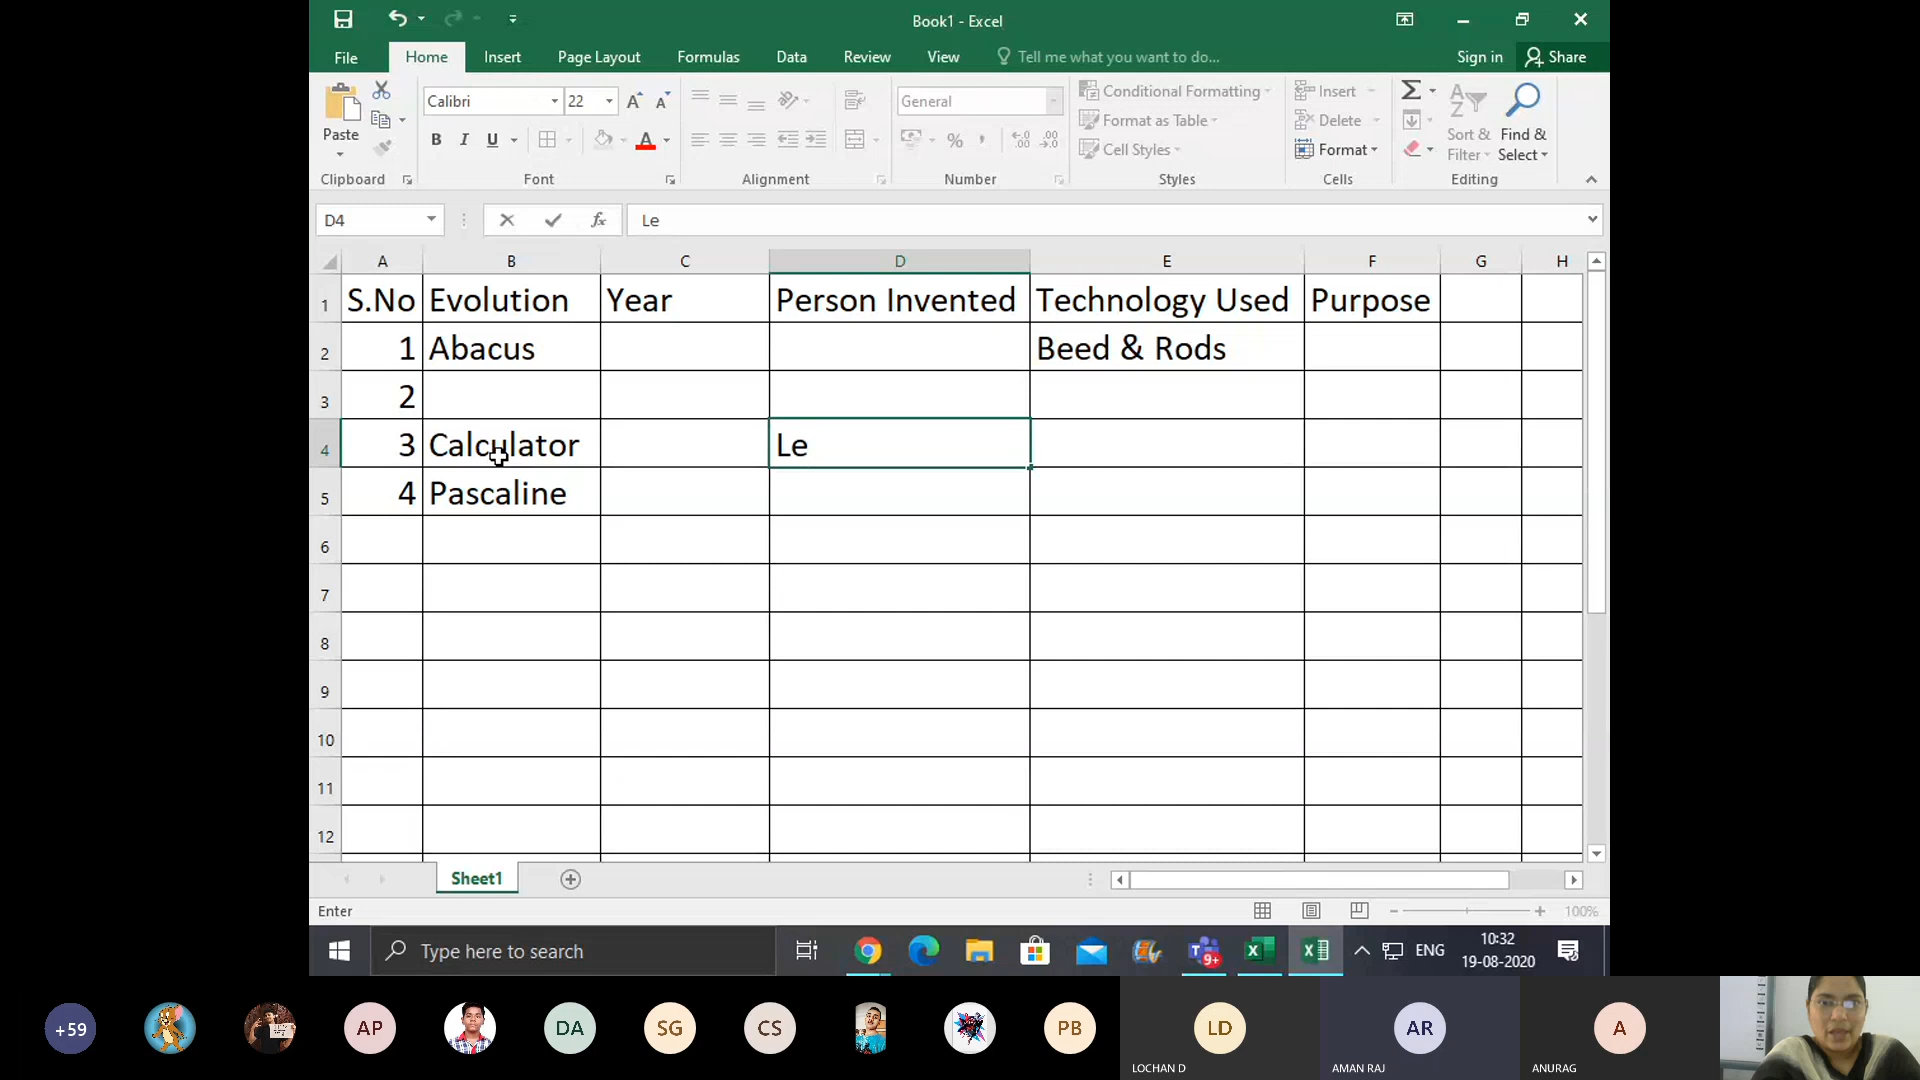 Book1 - Excel
File Home Insert Page Layout Formulas Data Review View Tell me what you want to do... Sign in Share
Paste
Clipboard
Calibri 22
B I U A
Font
Alignment
General
%
Number
Conditional Formatting
Format as Table
Cell Styles
Styles
Insert
Delete
Format
Cells
Sort & Filter
Find & Select
Editing
D4 fx Le
A B C D E F G H
1 S.No Evolution Year Person Invented Technology Used Purpose
2 1 Abacus Beed & Rods
3 2
4 3 Calculator Le
5 4 Pascaline
6
7
8
9
10
11
12
Sheet1
Enter 100%
Type here to search 9+ ENG 10:32
19-08-2020
+59 AP DA SG CS PB LD AR A
LOCHAN D AMAN RAJ ANURAG